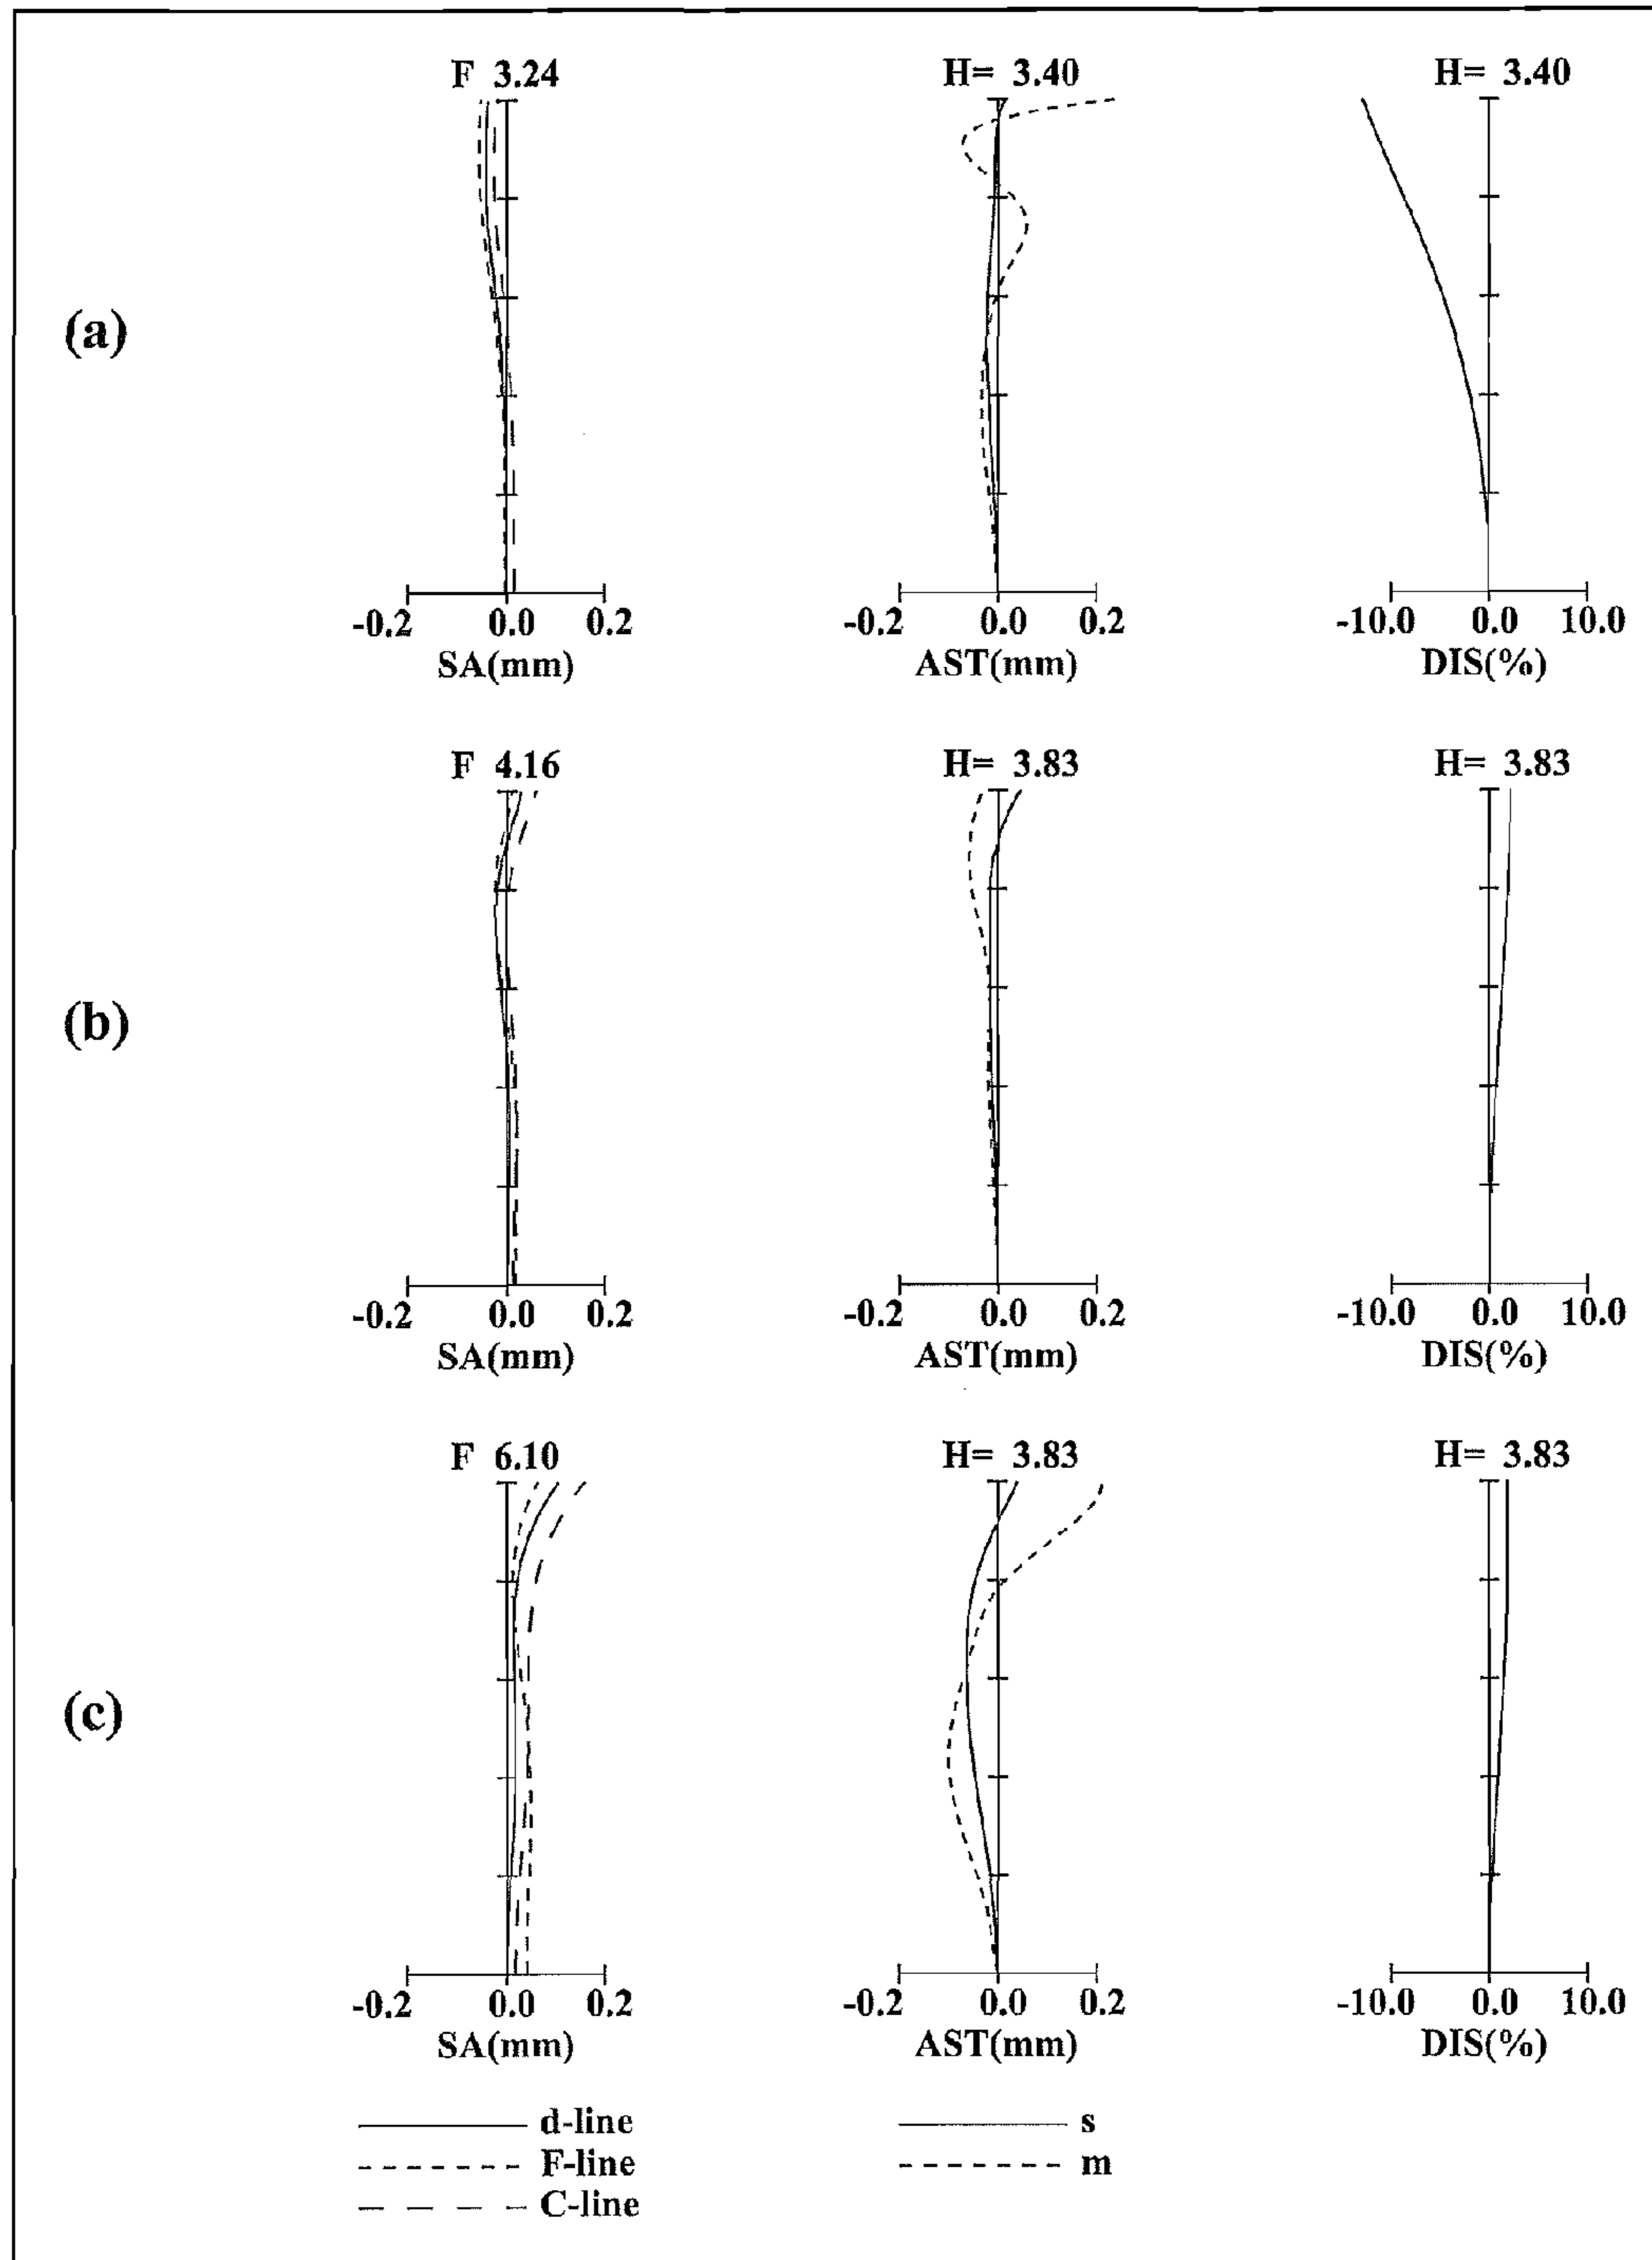 F 3.24 H= 3.40 H= 3.40
(a)
-0.2 0.0 0.2 -0.2 0.0 0.2 -10.0 0.0 10.0
SA(mm) AST(mm) DIS(%)
F 4.16 H= 3.83 H= 3.83
(b)
-0.2 0.0 0.2 -0.2 0.0 0.2 -10.0 0.0 10.0
SA(mm) AST(mm) DIS(%)
F 6.10 H= 3.83 H= 3.83
(c)
-0.2 0.0 0.2 -0.2 0.0 0.2 -10.0 0.0 10.0
SA(mm) AST(mm) DIS(%)
d-line s
F-line m
C-line